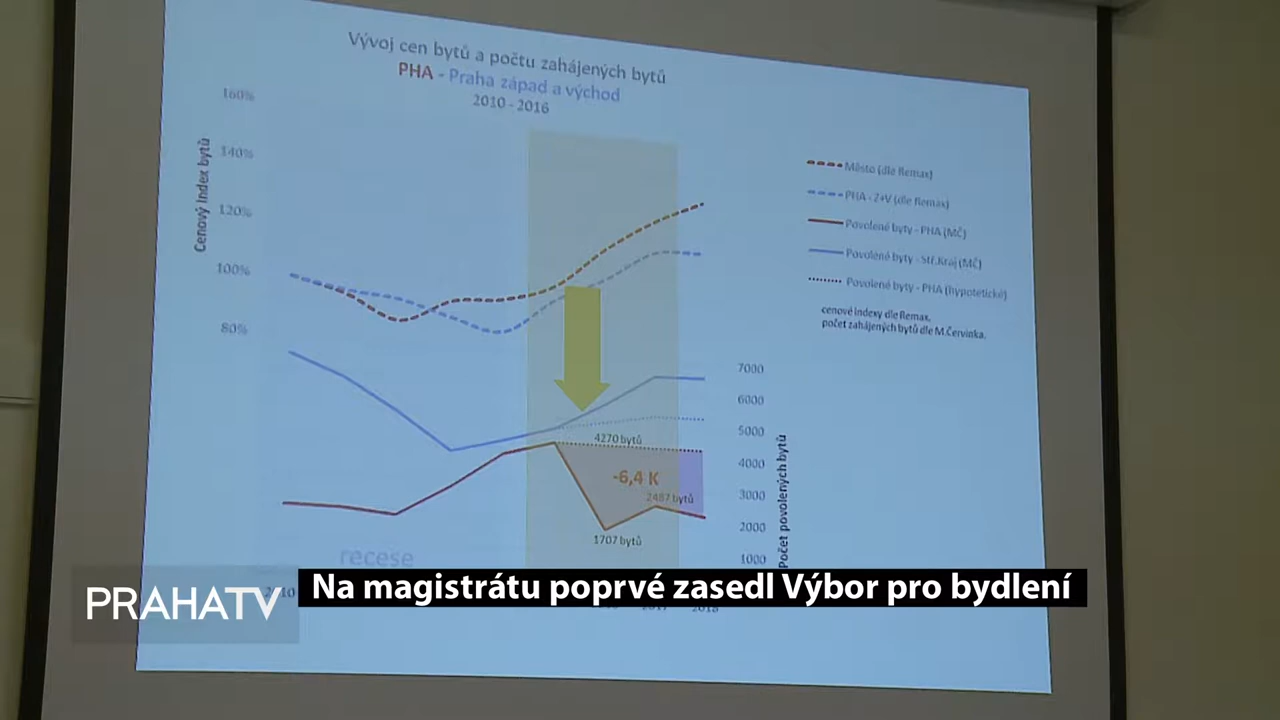 Vývoj cen bytů a počtu zahájených bytů
PHA - Praha západ a východ
2010 - 2016
160%
140%
120%
100%
80%
Cenový index bytů
Město (dle Remax)
PHA - Z+V (dle Remax)
Povolené byty - PHA (MČ)
Povolené byty - Stř.Kraj (MČ)
Povolené byty - PHA (hypotetické)
cenové indexy dle Remax,
počet zahájených bytů dle M.Červinka.
7000
6000
5000
4000
3000
2000
1000
Počet povolených bytů
4270 bytů
-6,4 K
2487 bytů
1707 bytů
recese
PRAHA TV
Na magistrátu poprvé zasedl Výbor pro bydlení